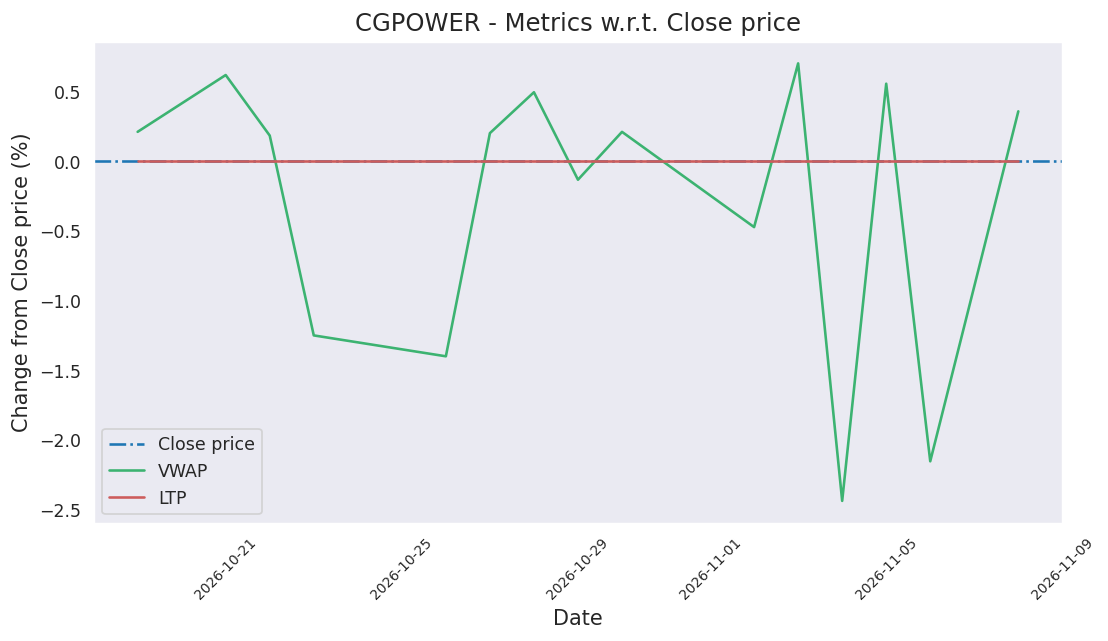 CGPOWER - Metrics w.r.t. Close price
Change from Close price (%)
0.5
0.0
−0.5
−1.0
−1.5
−2.0
−2.5
Close price
VWAP
LTP
2026-10-21
2026-10-25
2026-10-29
2026-11-01
2026-11-05
2026-11-09
Date